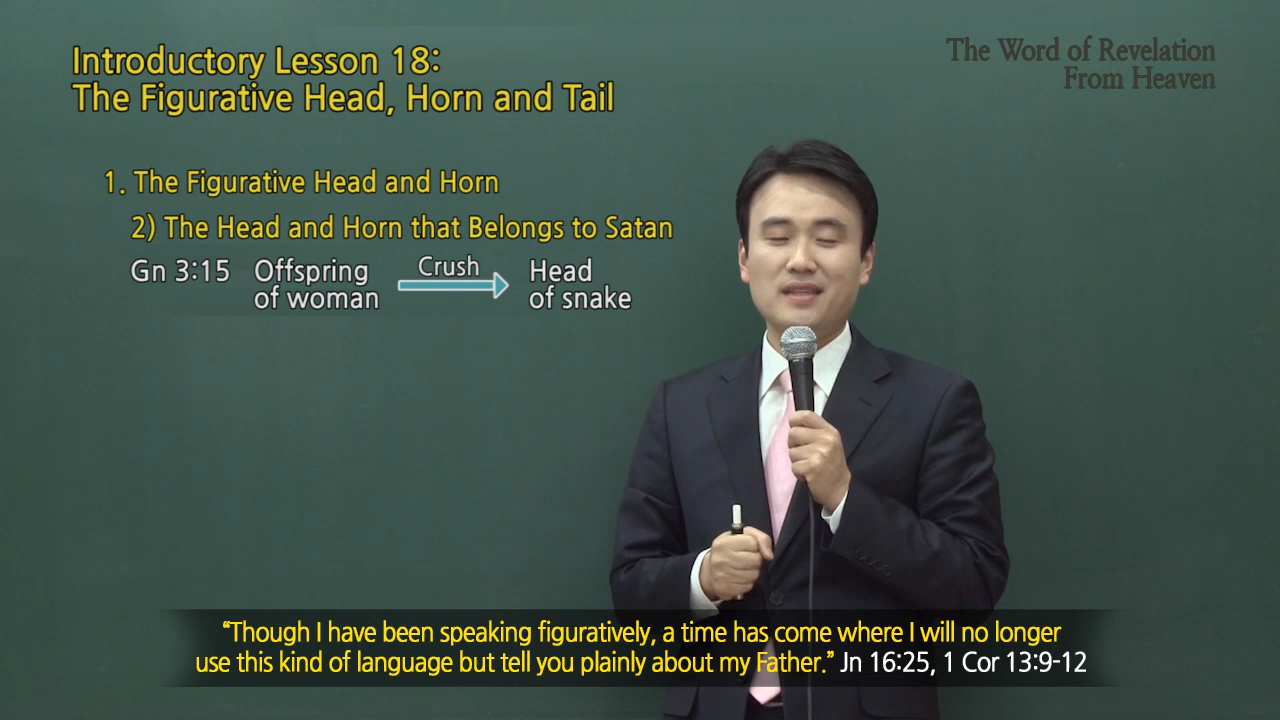 Introductory Lesson 18:
The Figurative Head, Horn and Tail
The Word of Revelation
From Heaven
1. The Figurative Head and Horn
2) The Head and Horn that Belongs to Satan
Gn 3:15 Offspring of woman Crush Head of snake
“Though I have been speaking figuratively, a time has come where I will no longer
use this kind of language but tell you plainly about my Father.” Jn 16:25, 1 Cor 13:9-12